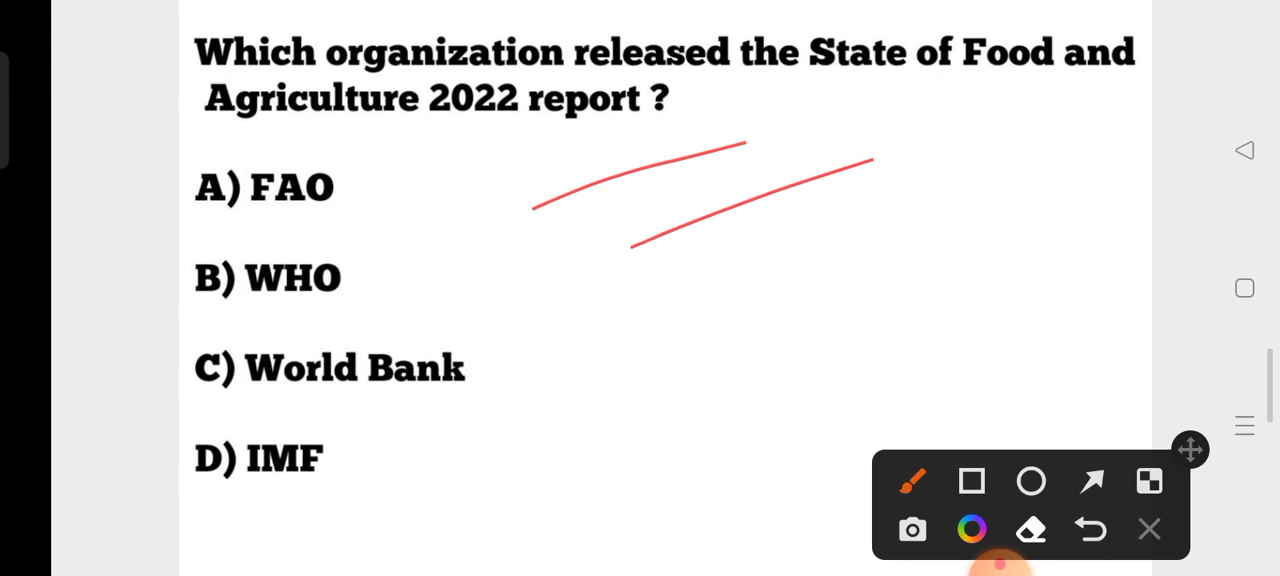 Which organization released the State of Food and
Agriculture 2022 report ?
A) FAO
B) WHO
C) World Bank
D) IMF